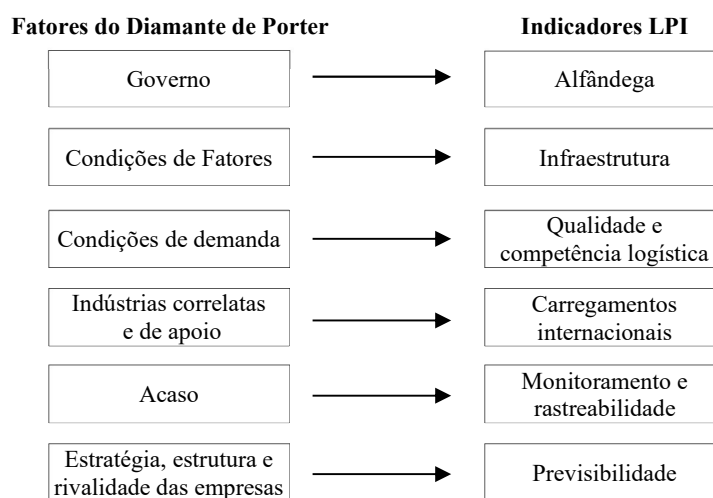 Fatores do Diamante de Porter
Indicadores LPI
Governo
Alfândega
Condições de Fatores
Infraestrutura
Condições de demanda
Qualidade e
competência logística
Indústrias correlatas
e de apoio
Carregamentos
internacionais
Acaso
Monitoramento e
rastreabilidade
Estratégia, estrutura e
rivalidade das empresas
Previsibilidade